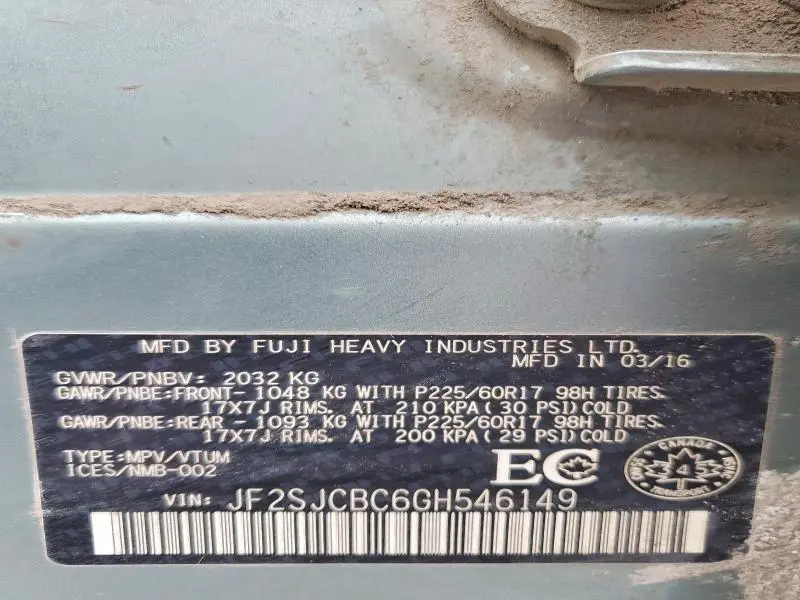 MFD BY FUJI HEAVY INDUSTRIES LTD.
MFD IN 03/16
GVWR/PNBV: 2032 KG
GAWR/PNBE:FRONT- 1048 KG WITH P225/60R17 98H TIRES.
17X7J RIMS. AT 210 KPA( 30 PSI)COLD
GAWR/PNBE:REAR - 1093 KG WITH P225/60R17 98H TIRES.
17X7J RIMS. AT 200 KPA( 29 PSI)COLD
TYPE:MPV/VTUM
ICES/NMB-002
EC
CANADA
4
TRANSPORT
VIN: JF2SJCBC6GH546149